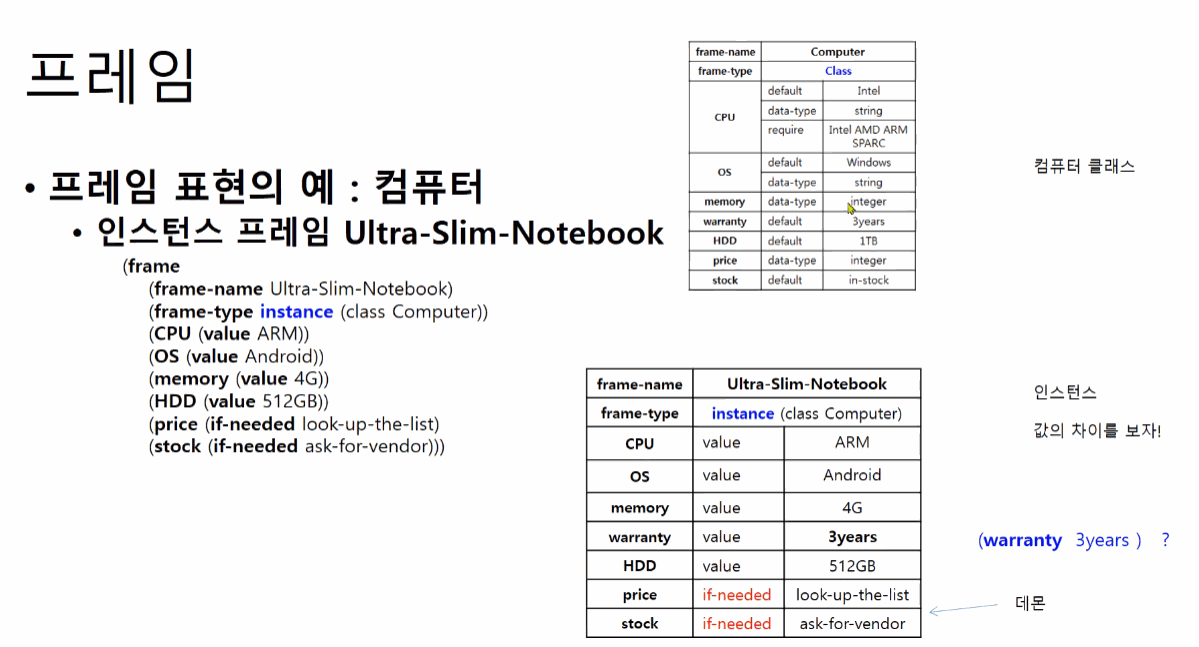 프레임
• 프레임 표현의 예 : 컴퓨터
• 인스턴스 프레임 Ultra-Slim-Notebook
(frame
(frame-name Ultra-Slim-Notebook)
(frame-type instance (class Computer))
(CPU (value ARM))
(OS (value Android))
(memory (value 4G))
(HDD (value 512GB))
(price (if-needed look-up-the-list)
(stock (if-needed ask-for-vendor)))
frame-name Computer
frame-type Class
CPU default Intel
data-type string
require Intel AMD ARM
SPARC
OS default Windows
data-type string
memory data-type integer
warranty default 3years
HDD default 1TB
price data-type integer
stock default in-stock
컴퓨터 클래스
frame-name Ultra-Slim-Notebook
frame-type instance (class Computer)
CPU value ARM
OS value Android
memory value 4G
warranty value 3years
HDD value 512GB
price if-needed look-up-the-list
stock if-needed ask-for-vendor
인스턴스
값의 차이를 보자!
(warranty 3years ) ?
데몬